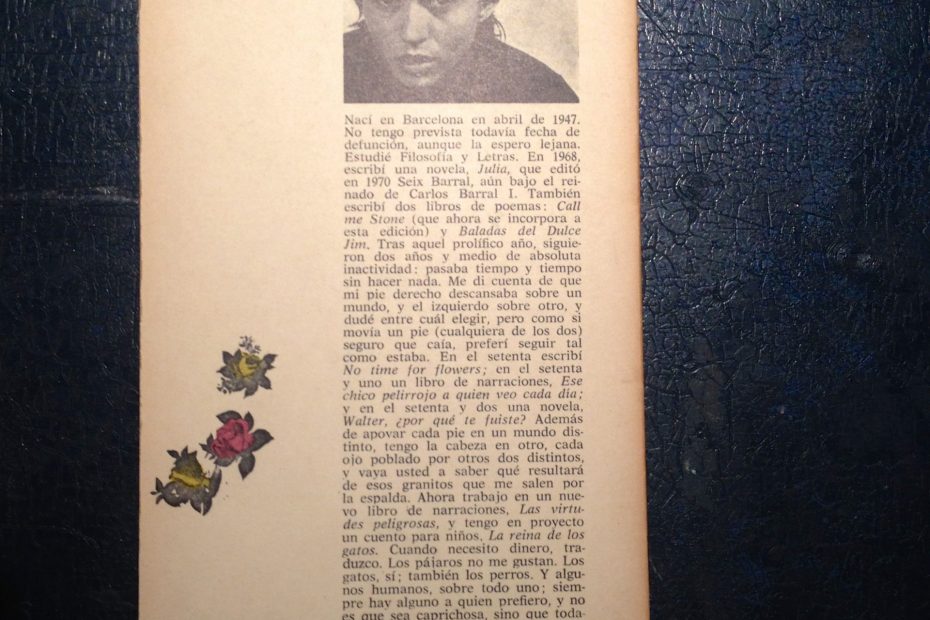 Nací en Barcelona en abril de 1947.
No tengo prevista todavía fecha de
defunción, aunque la espero lejana.
Estudié Filosofía y Letras. En 1968,
escribí una novela, Julia, que editó
en 1970 Seix Barral, aún bajo el rei-
nado de Carlos Barral I. También
escribí dos libros de poemas: Call
me Stone (que ahora se incorpora a
esta edición) y Baladas del Dulce
Jim. Tras aquel prolífico año, siguie-
ron dos años y medio de absoluta
inactividad: pasaba tiempo y tiempo
sin hacer nada. Me di cuenta de que
mi pie derecho descansaba sobre un
mundo, y el izquierdo sobre otro, y
dudé entre cuál elegir, pero como si
movía un pie (cualquiera de los dos)
seguro que caía, preferí seguir tal
como estaba. En el setenta escribí
No time for flowers; en el setenta
y uno un libro de narraciones, Ese
chico pelirrojo a quien veo cada día;
y en el setenta y dos una novela,
Walter, ¿por qué te fuiste? Además
de apoyar cada pie en un mundo dis-
tinto, tengo la cabeza en otro, cada
ojo poblado por otros dos distintos,
y vaya usted a saber qué resultará
de esos granitos que me salen por
la espalda. Ahora trabajo en un nue-
vo libro de narraciones, Las virtu-
des peligrosas, y tengo en proyecto
un cuento para niños, La reina de los
gatos. Cuando necesito dinero, tra-
duzco. Los pájaros no me gustan. Los
gatos, sí; también los perros. Y algu-
nos humanos, sobre todo uno; siem-
pre hay alguno a quien prefiero, y no
es que sea caprichosa, sino que toda-